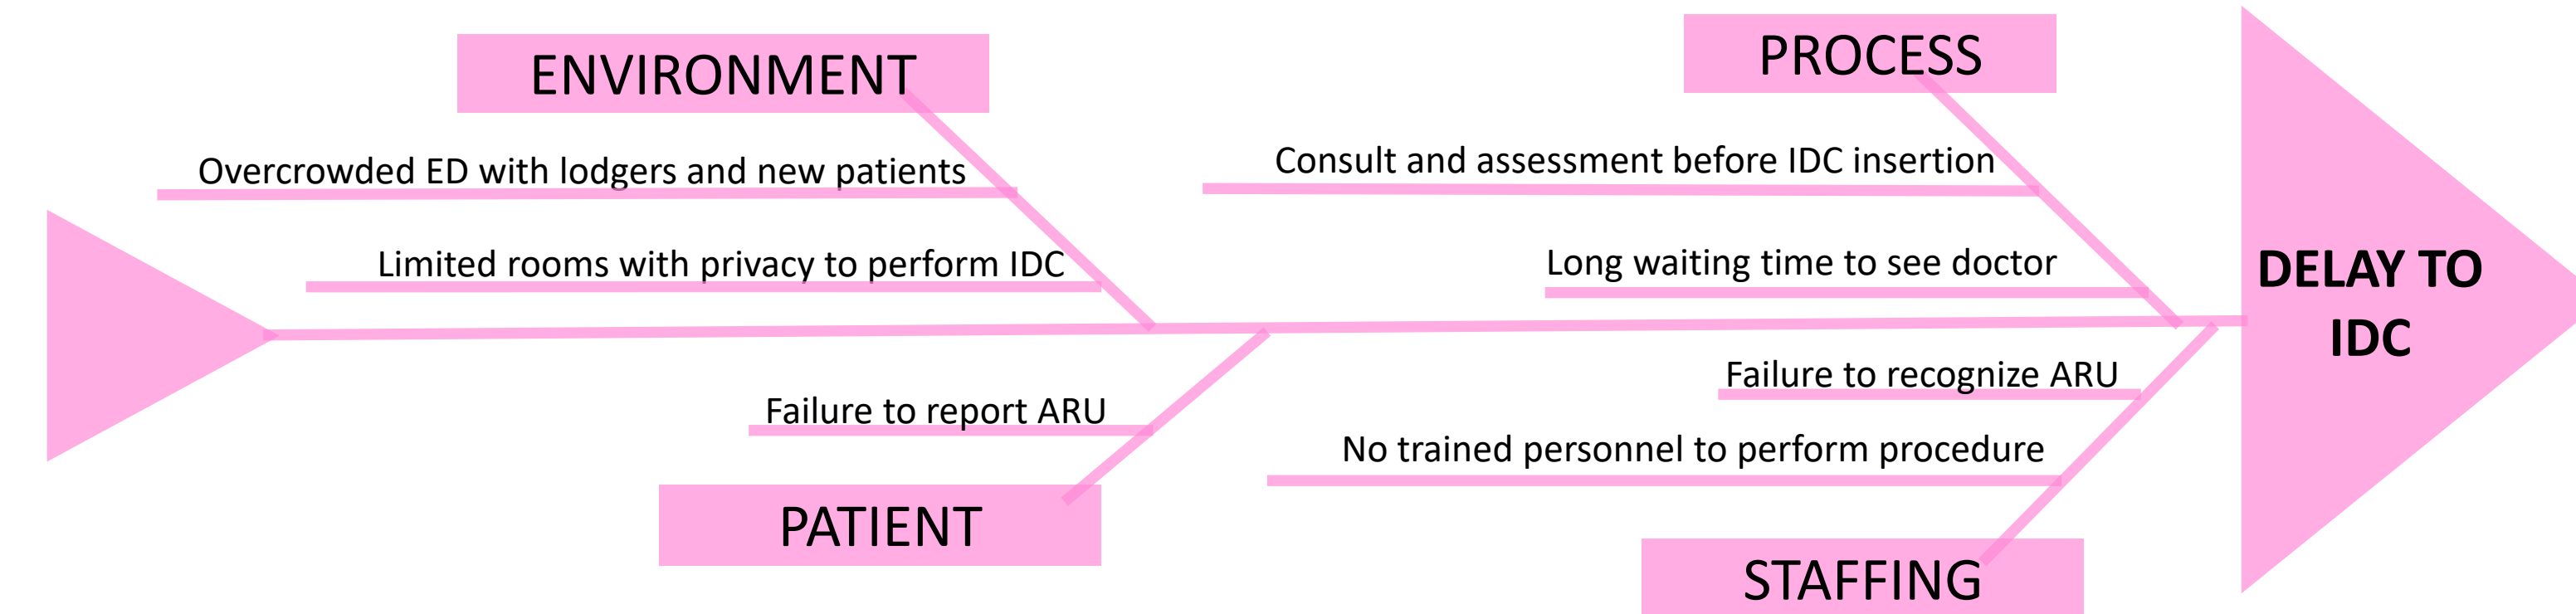 ENVIRONMENT
Overcrowded ED with lodgers and new patients
Limited rooms with privacy to perform IDC
PROCESS
Consult and assessment before IDC insertion
Long waiting time to see doctor
DELAY TO
IDC
Failure to report ARU
PATIENT
Failure to recognize ARU
No trained personnel to perform procedure
STAFFING